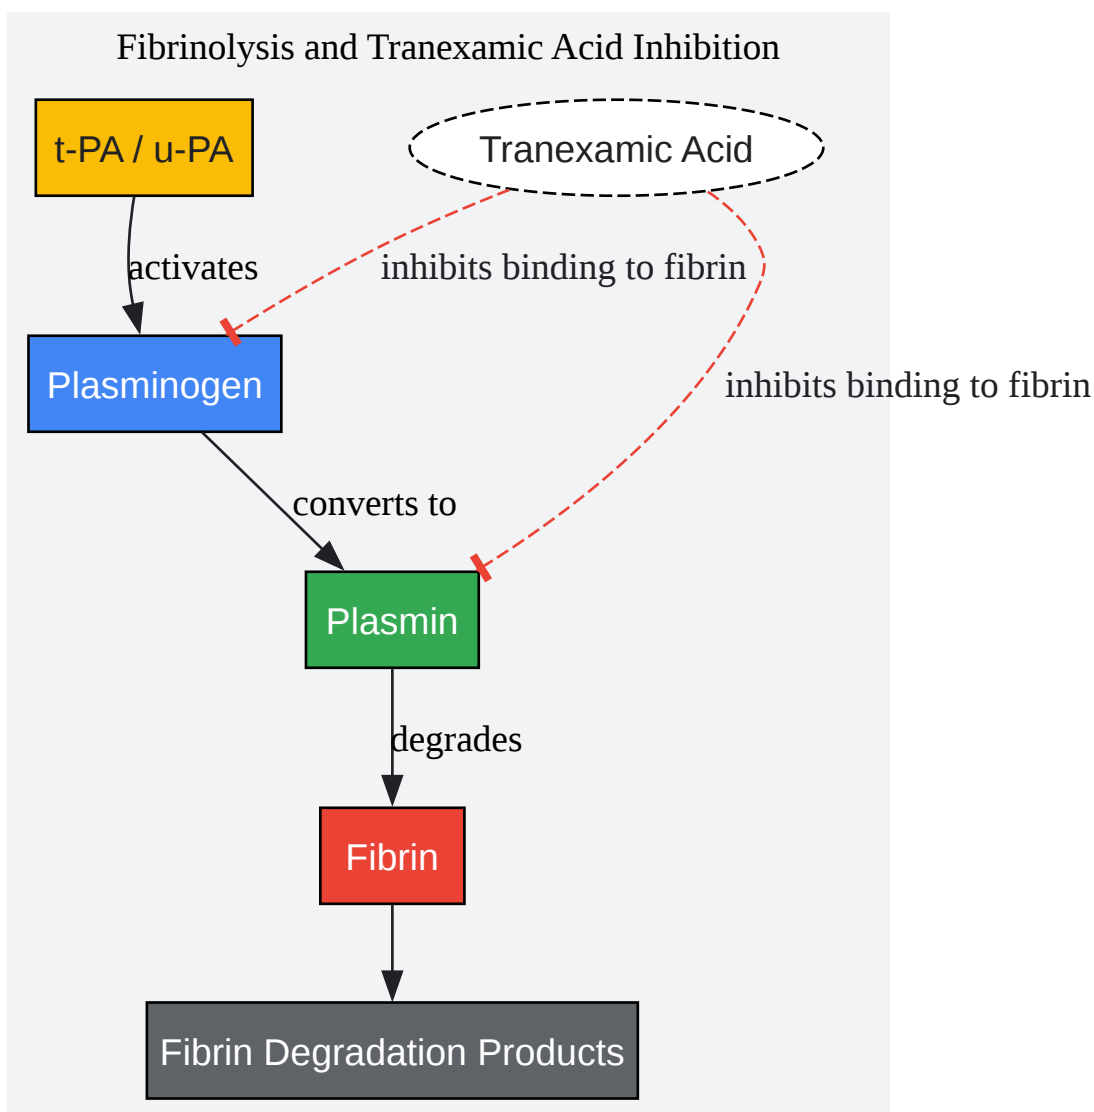 Fibrinolysis and Tranexamic Acid Inhibition
t-PA / u-PA
Tranexamic Acid
activates
inhibits binding to fibrin
Plasminogen
inhibits binding to fibrin
converts to
Plasmin
degrades
Fibrin
Fibrin Degradation Products